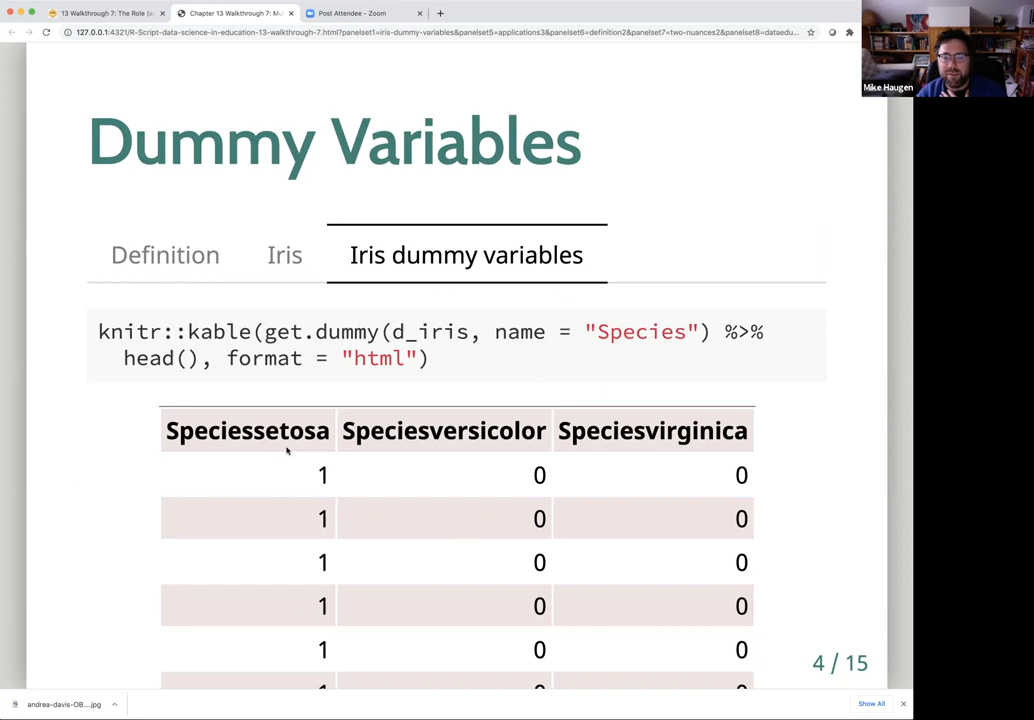 13 Walkthrough 7: The Role (a
Chapter 13 Walkthrough 7: Mu
Post Attendee - Zoom
127.0.0.1:4321/R-Script-data-science-in-education-13-walkthrough-7.html?panelset1=iris-dummy-variables&panelset5=applications3&panelset6=definition2&panelset7=two-nuances2&panelset8=dataedu...
Mike Haugen
Dummy Variables
Definition Iris Iris dummy variables
knitr::kable(get.dummy(d_iris, name = "Species") %>%
head(), format = "html")
Speciessetosa Speciesversicolor Speciesvirginica
1 0 0
1 0 0
1 0 0
1 0 0
1 0 0
4 / 15
andrea-davis-OB....jpg
Show All